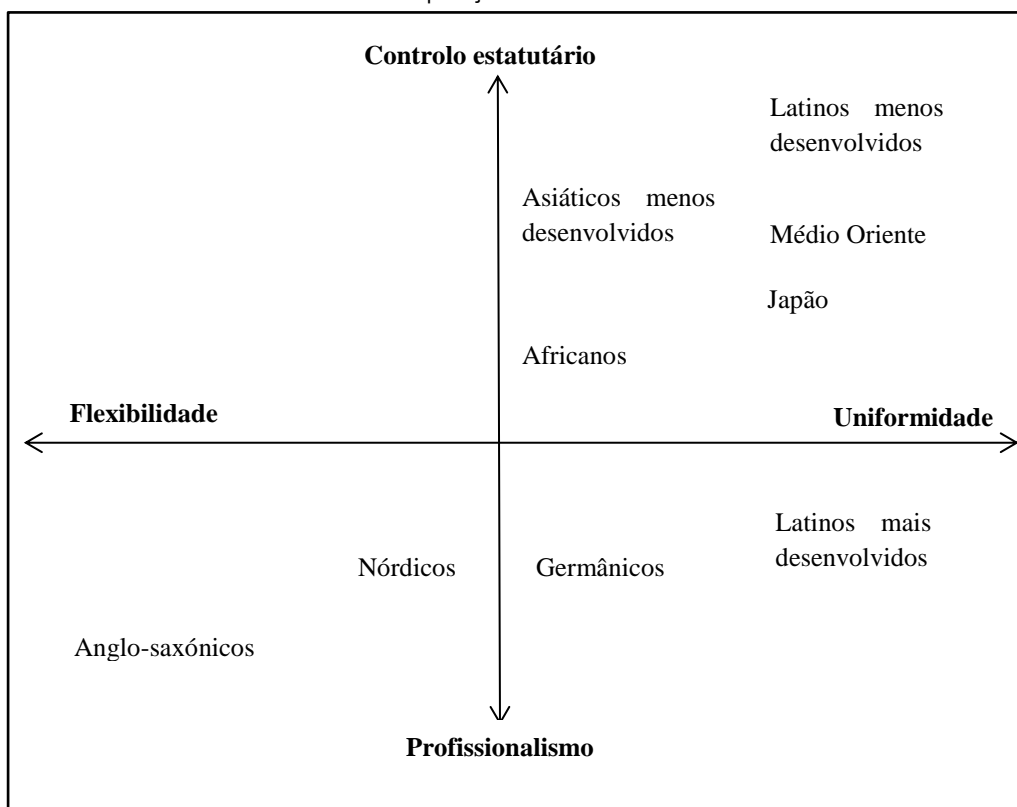 Controlo estatutário
Latinos menos
desenvolvidos
Asiáticos menos
desenvolvidos
Médio Oriente
Japão
Africanos
Flexibilidade
Uniformidade
Latinos mais
desenvolvidos
Nórdicos
Germânicos
Anglo-saxónicos
Profissionalismo